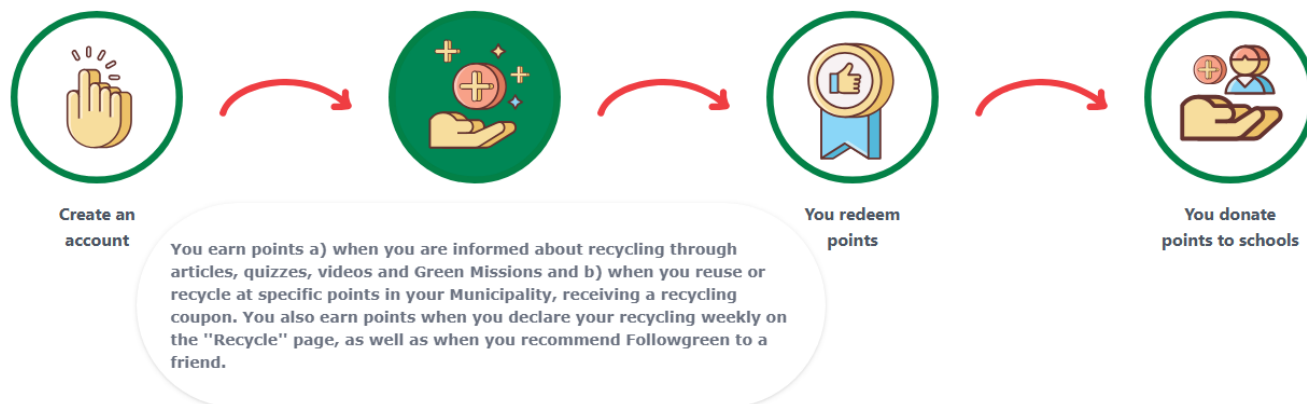 Create an
account
You earn points a) when you are informed about recycling through
articles, quizzes, videos and Green Missions and b) when you reuse or
recycle at specific points in your Municipality, receiving a recycling
coupon. You also earn points when you declare your recycling weekly on
the "Recycle" page, as well as when you recommend Followgreen to a
friend.
You redeem
points
You donate
points to schools